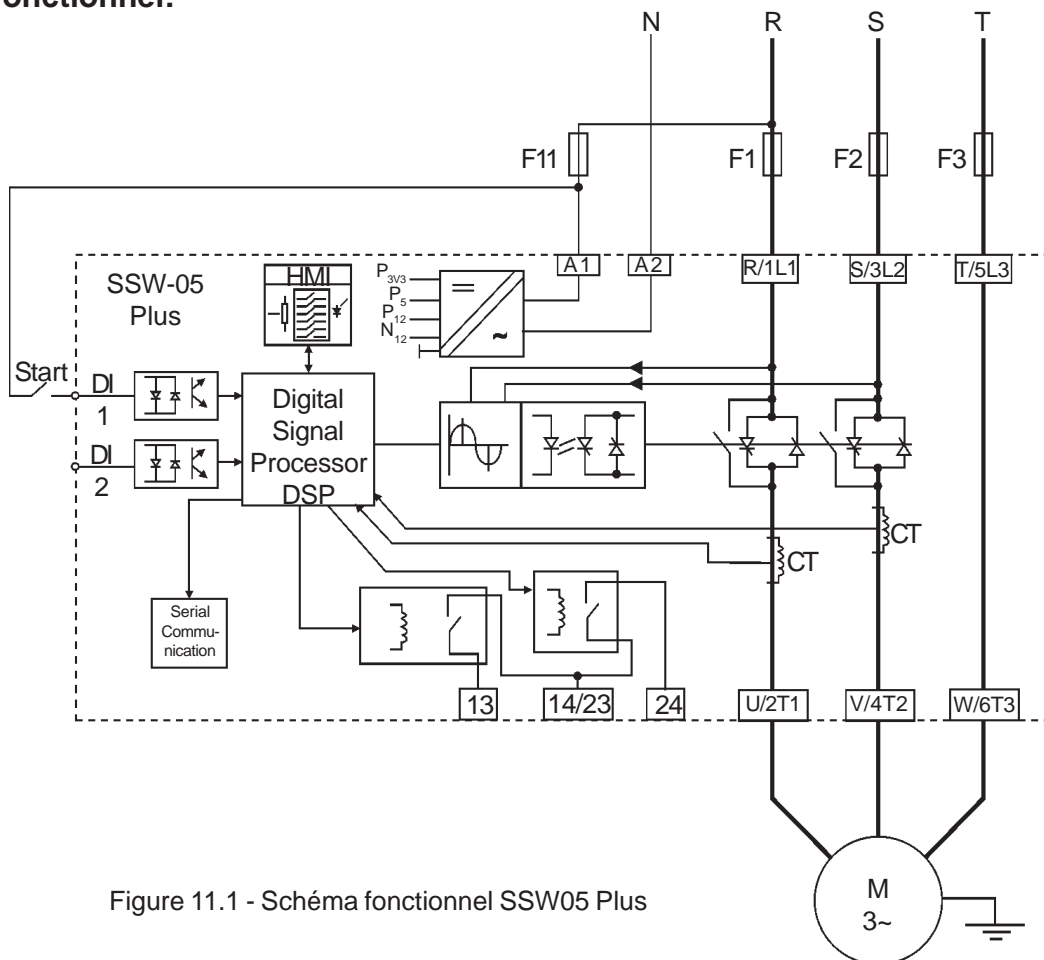 onctionnel.
N R S T
F11 F1 F2 F3
A1 A2 R/1L1 S/3L2 T/5L3
SSW-05
Plus
HMI
P3V3
P5
P12
N12
~
Start
DI
1
DI
2
Digital
Signal
Processor
DSP
CT
CT
Serial
Commu-
nication
13 14/23 24 U/2T1 V/4T2 W/6T3
M
3~
Figure 11.1 - Schéma fonctionnel SSW05 Plus